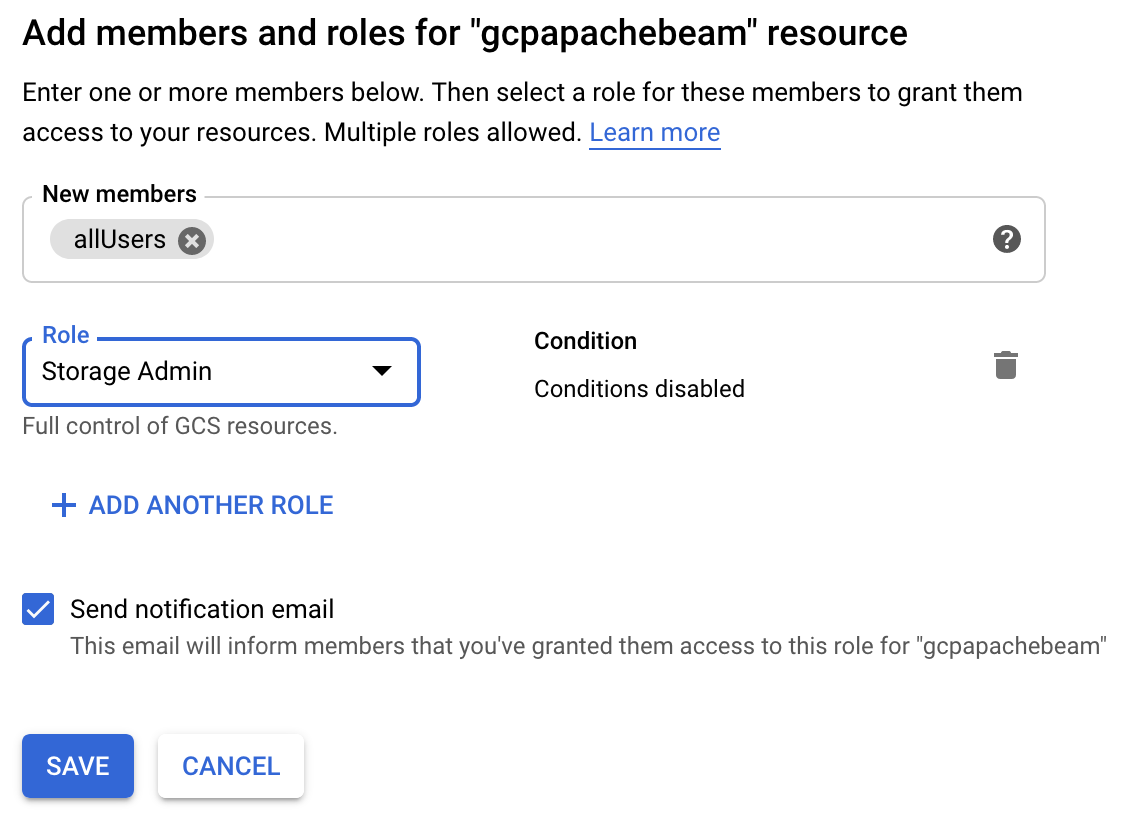 Add members and roles for "gcpapachebeam" resource
Enter one or more members below. Then select a role for these members to grant them
access to your resources. Multiple roles allowed. Learn more
New members
allUsers
Role
Storage Admin
Full control of GCS resources.
Condition
Conditions disabled
ADD ANOTHER ROLE
Send notification email
This email will inform members that you've granted them access to this role for "gcpapachebeam"
SAVE CANCEL